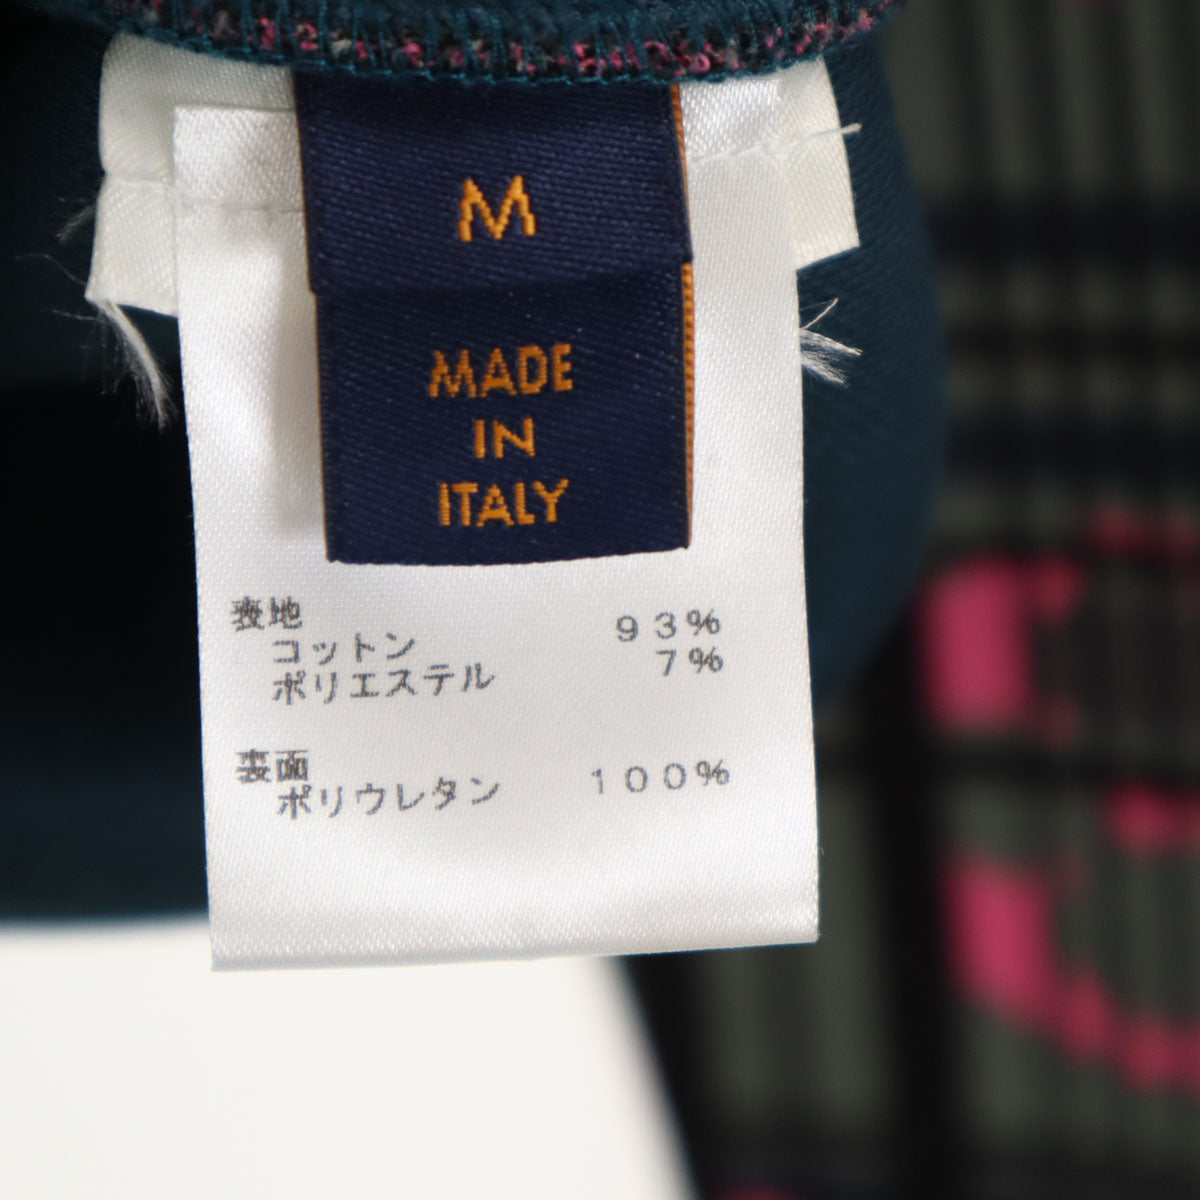 M
MADE
IN
ITALY
表地
コットン 93%
ポリエステル 7%
裏面
ポリウレタン 100%